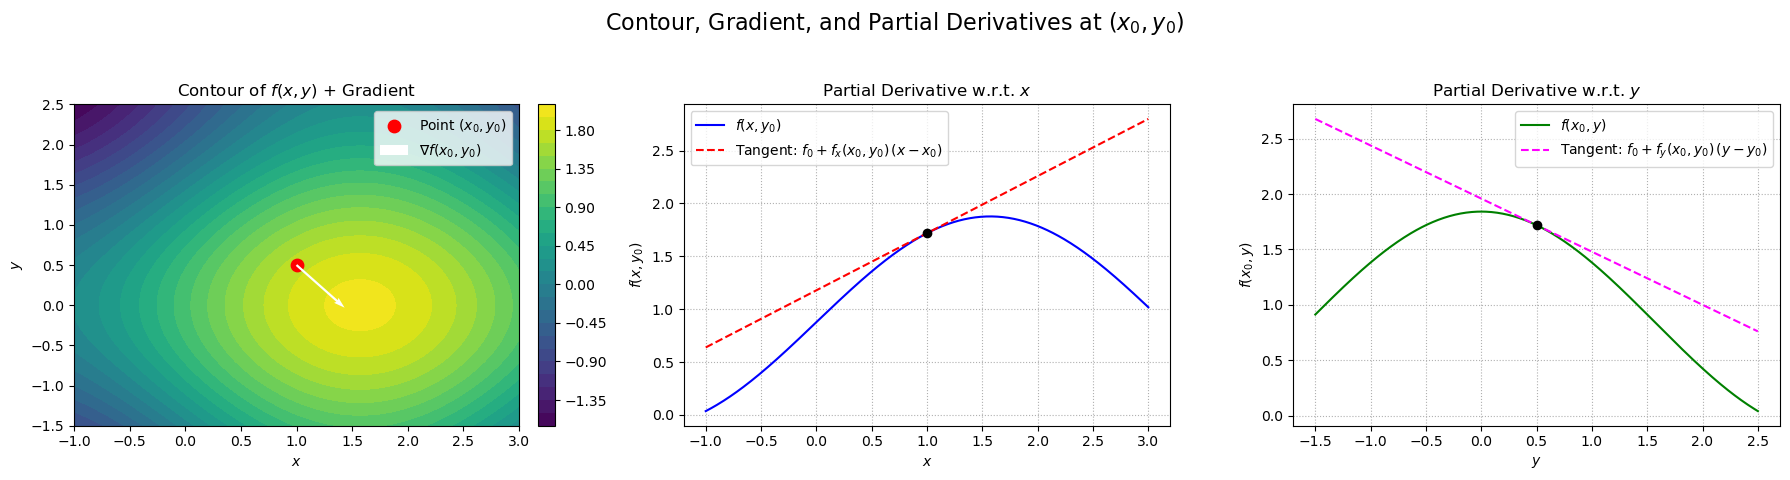 Contour, Gradient, and Partial Derivatives at (x₀, y₀)
Contour of f(x, y) + Gradient
2.5
2.0
1.5
1.0
0.5
0.0
−0.5
−1.0
−1.5
y
Point (x₀, y₀)
∇f(x₀, y₀)
−1.0 −0.5 0.0 0.5 1.0 1.5 2.0 2.5 3.0
x
1.80
1.35
0.90
0.45
0.00
−0.45
−0.90
−1.35
Partial Derivative w.r.t. x
f(x, y₀)
Tangent: f₀ + fₓ(x₀, y₀) (x − x₀)
2.5
2.0
1.5
1.0
0.5
0.0
f(x, y₀)
−1.0 −0.5 0.0 0.5 1.0 1.5 2.0 2.5 3.0
x
Partial Derivative w.r.t. y
f(x₀, y)
Tangent: f₀ + f_y(x₀, y₀) (y − y₀)
2.5
2.0
1.5
1.0
0.5
0.0
f(x₀, y)
−1.5 −1.0 −0.5 0.0 0.5 1.0 1.5 2.0 2.5
y